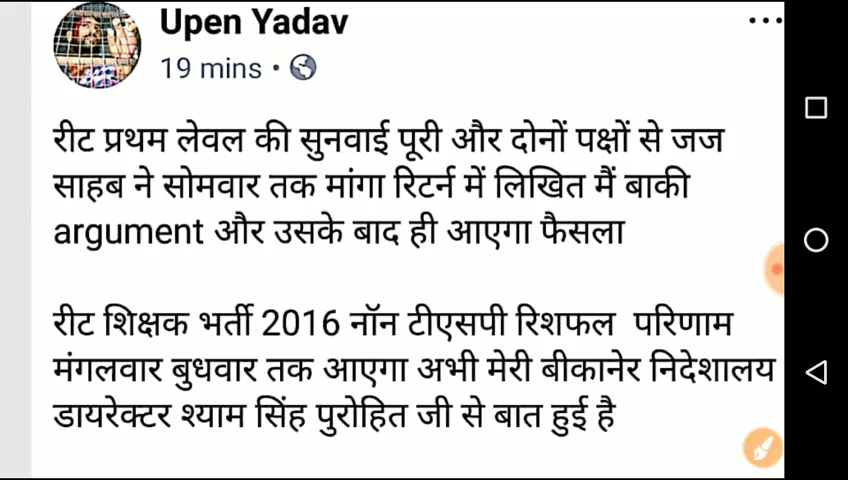 Upen Yadav
19 mins •
रीट प्रथम लेवल की सुनवाई पूरी और दोनों पक्षों से जज
साहब ने सोमवार तक मांगा रिटर्न में लिखित मैं बाकी
argument और उसके बाद ही आएगा फैसला
रीट शिक्षक भर्ती 2016 नॉन टीएसपी रिशफल परिणाम
मंगलवार बुधवार तक आएगा अभी मेरी बीकानेर निदेशालय
डायरेक्टर श्याम सिंह पुरोहित जी से बात हुई है